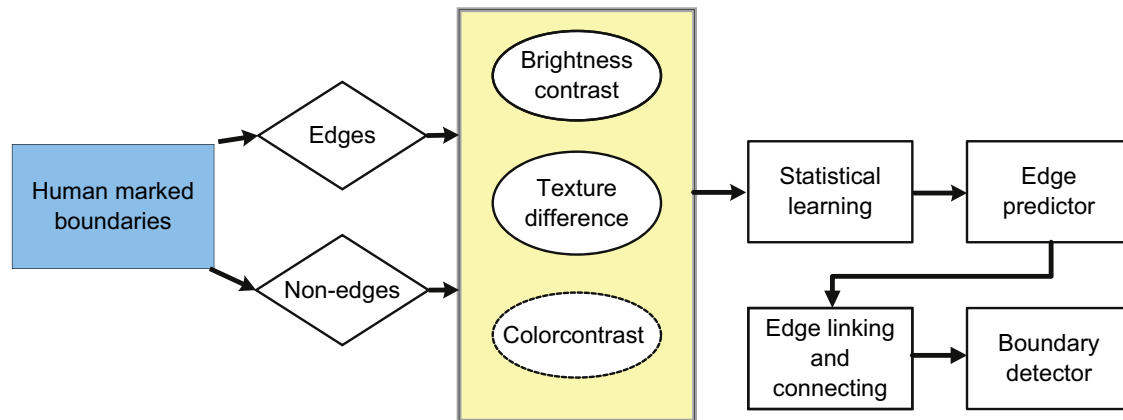 Human marked
boundaries
Edges
Non-edges
Brightness
contrast
Texture
difference
Colorcontrast
Statistical
learning
Edge
predictor
Edge linking
and
connecting
Boundary
detector